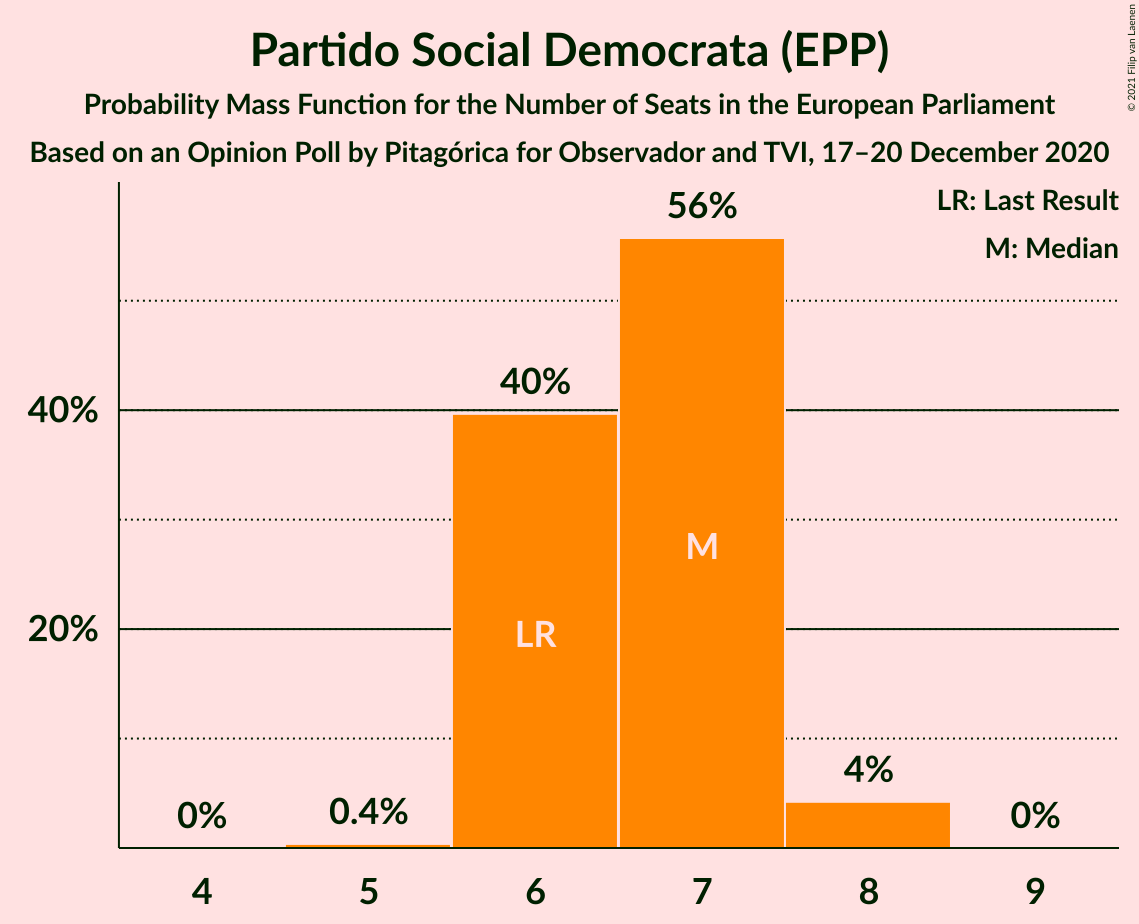 Partido Social Democrata (EPP)
Probability Mass Function for the Number of Seats in the European Parliament
Based on an Opinion Poll by Pitagórica for Observador and TVI, 17–20 December 2020
© 2021 Filip van Laenen
LR: Last Result
M: Median
56%
40%
40%
M
20%
LR
4%
0%
0.4%
0%
4 5 6 7 8 9